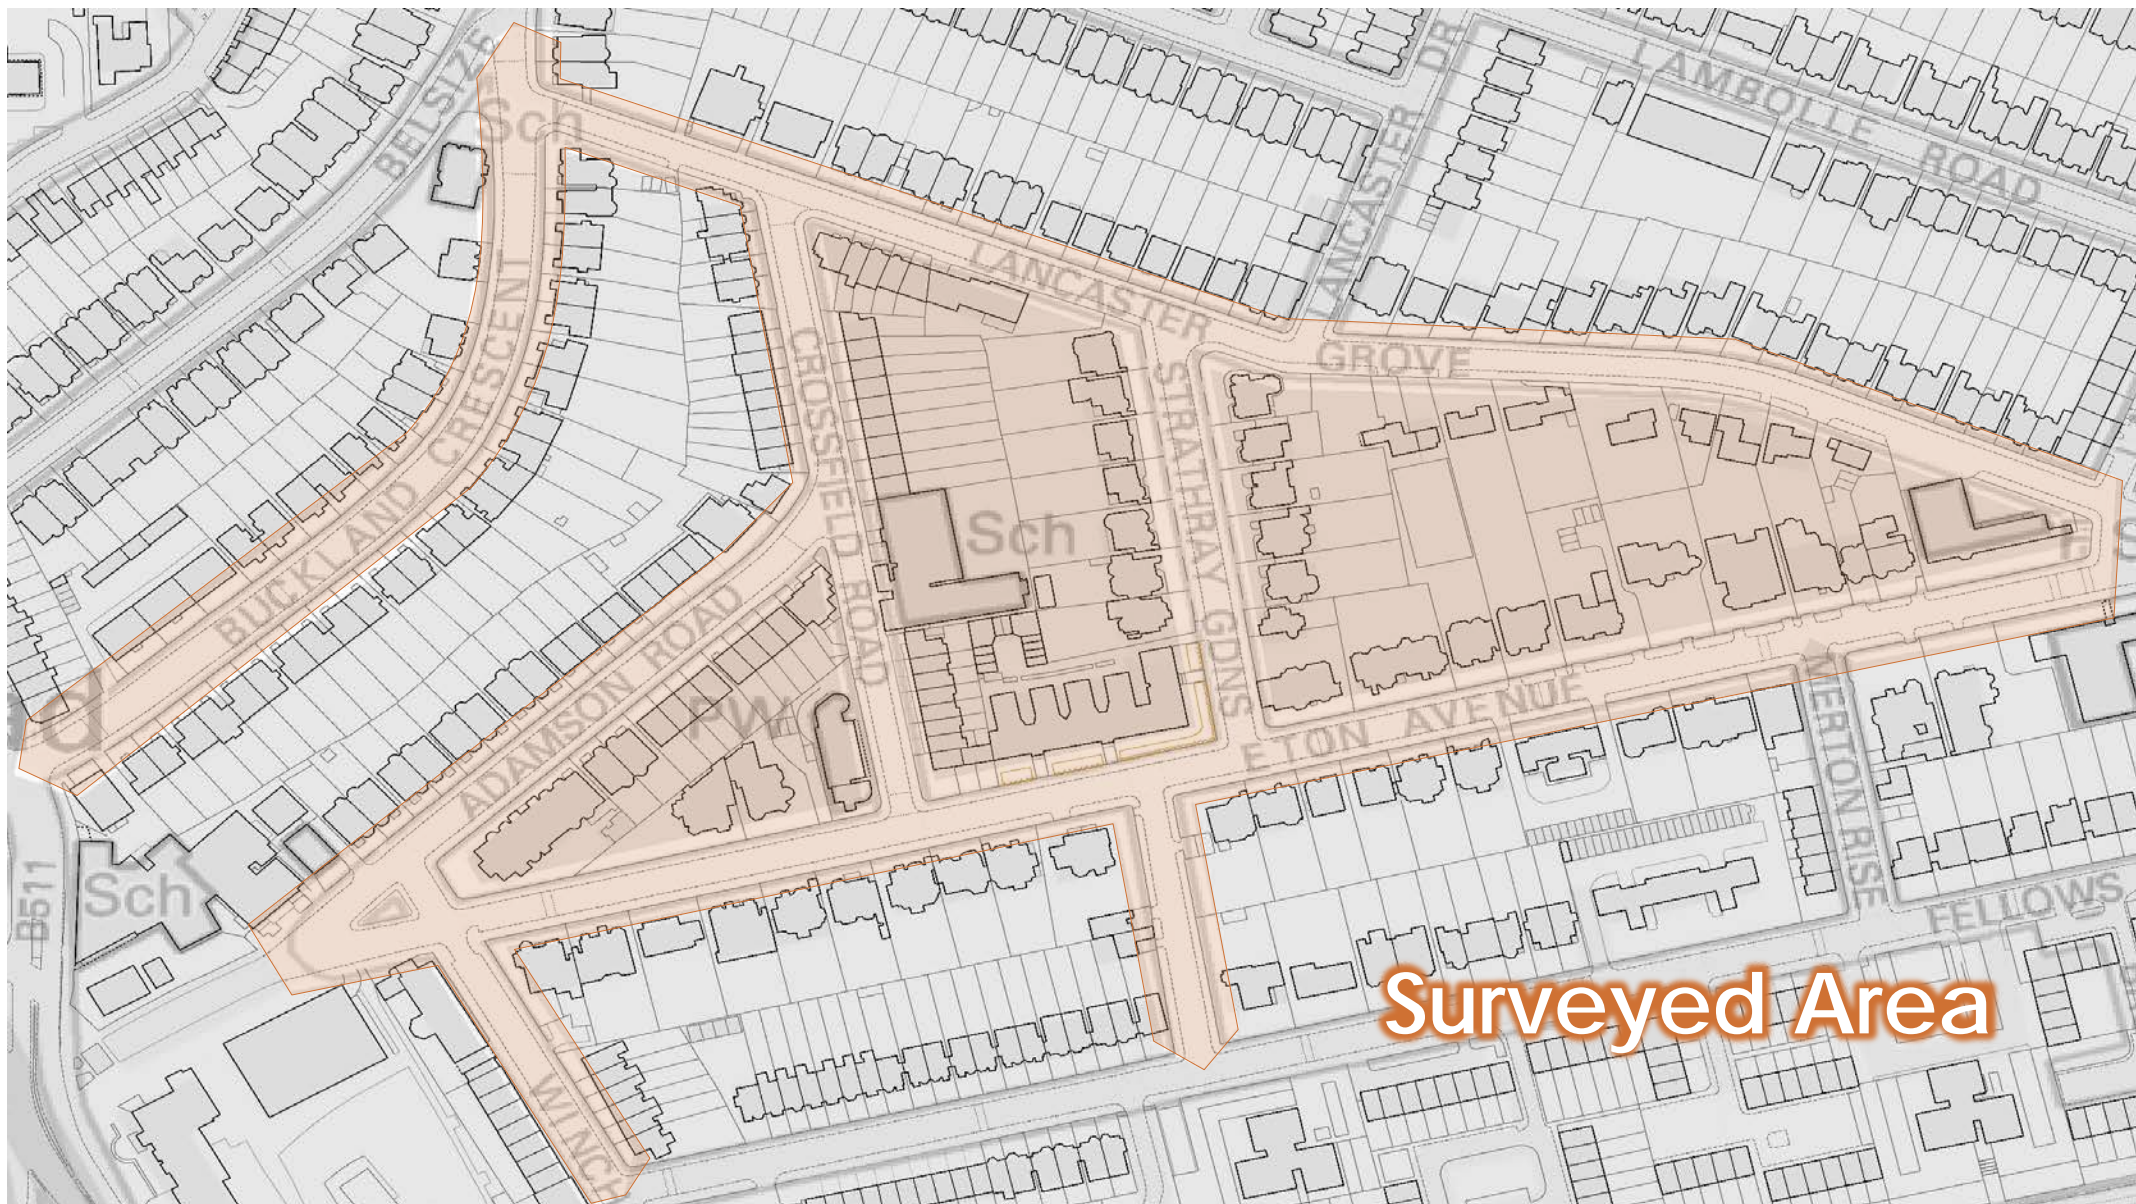 BELSIZE
Sch
LANCASTER DR
LAMBOLLE ROAD
BUCKLAND CRESCENT
LANCASTER GROVE
CROSSFIELD ROAD
STRATHRAY GDNS
Sch
ADAMSON ROAD
PW
ETON AVENUE
MERTON RISE
FELLOWS
B511
Sch
WINCH
Surveyed Area